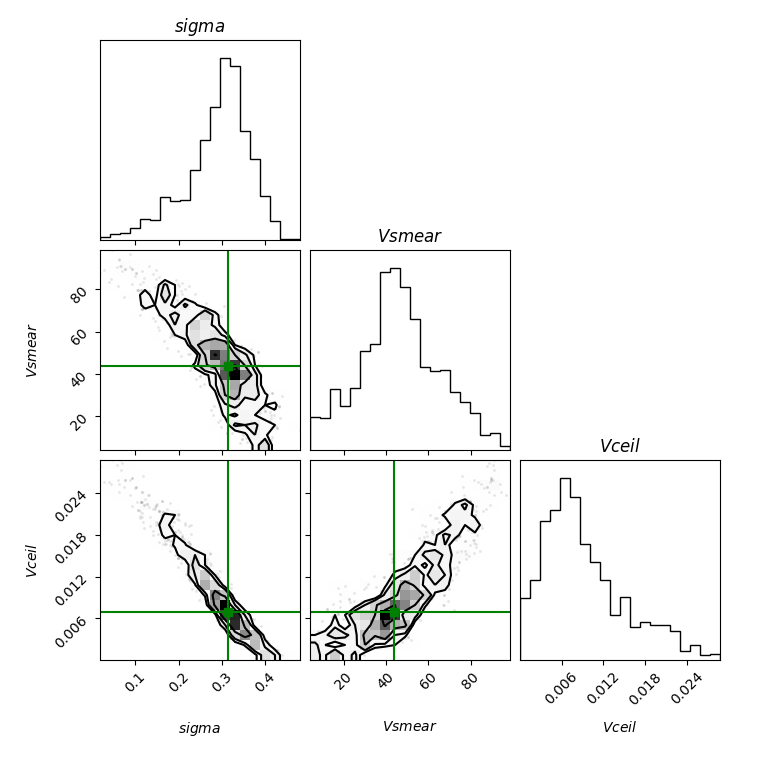 sigma
Vsmear
Vsmear
80
60
40
20
Vceil
Vceil
0.024
0.018
0.012
0.006
0.1 0.2 0.3 0.4
20 40 60 80
0.006 0.012 0.018 0.024
sigma Vsmear Vceil